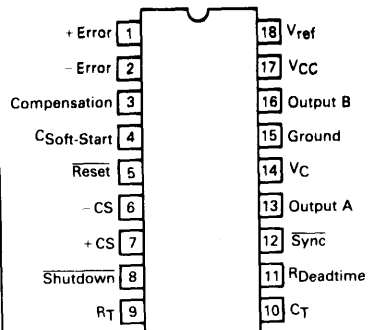 + Error 1 18 Vref
- Error 2 17 VCC
Compensation 3 16 Output B
CSoft-Start 4 15 Ground
Reset 5 14 VC
- CS 6 13 Output A
+ CS 7 12 Sync
Shutdown 8 11 RDeadtime
RT 9 10 CT